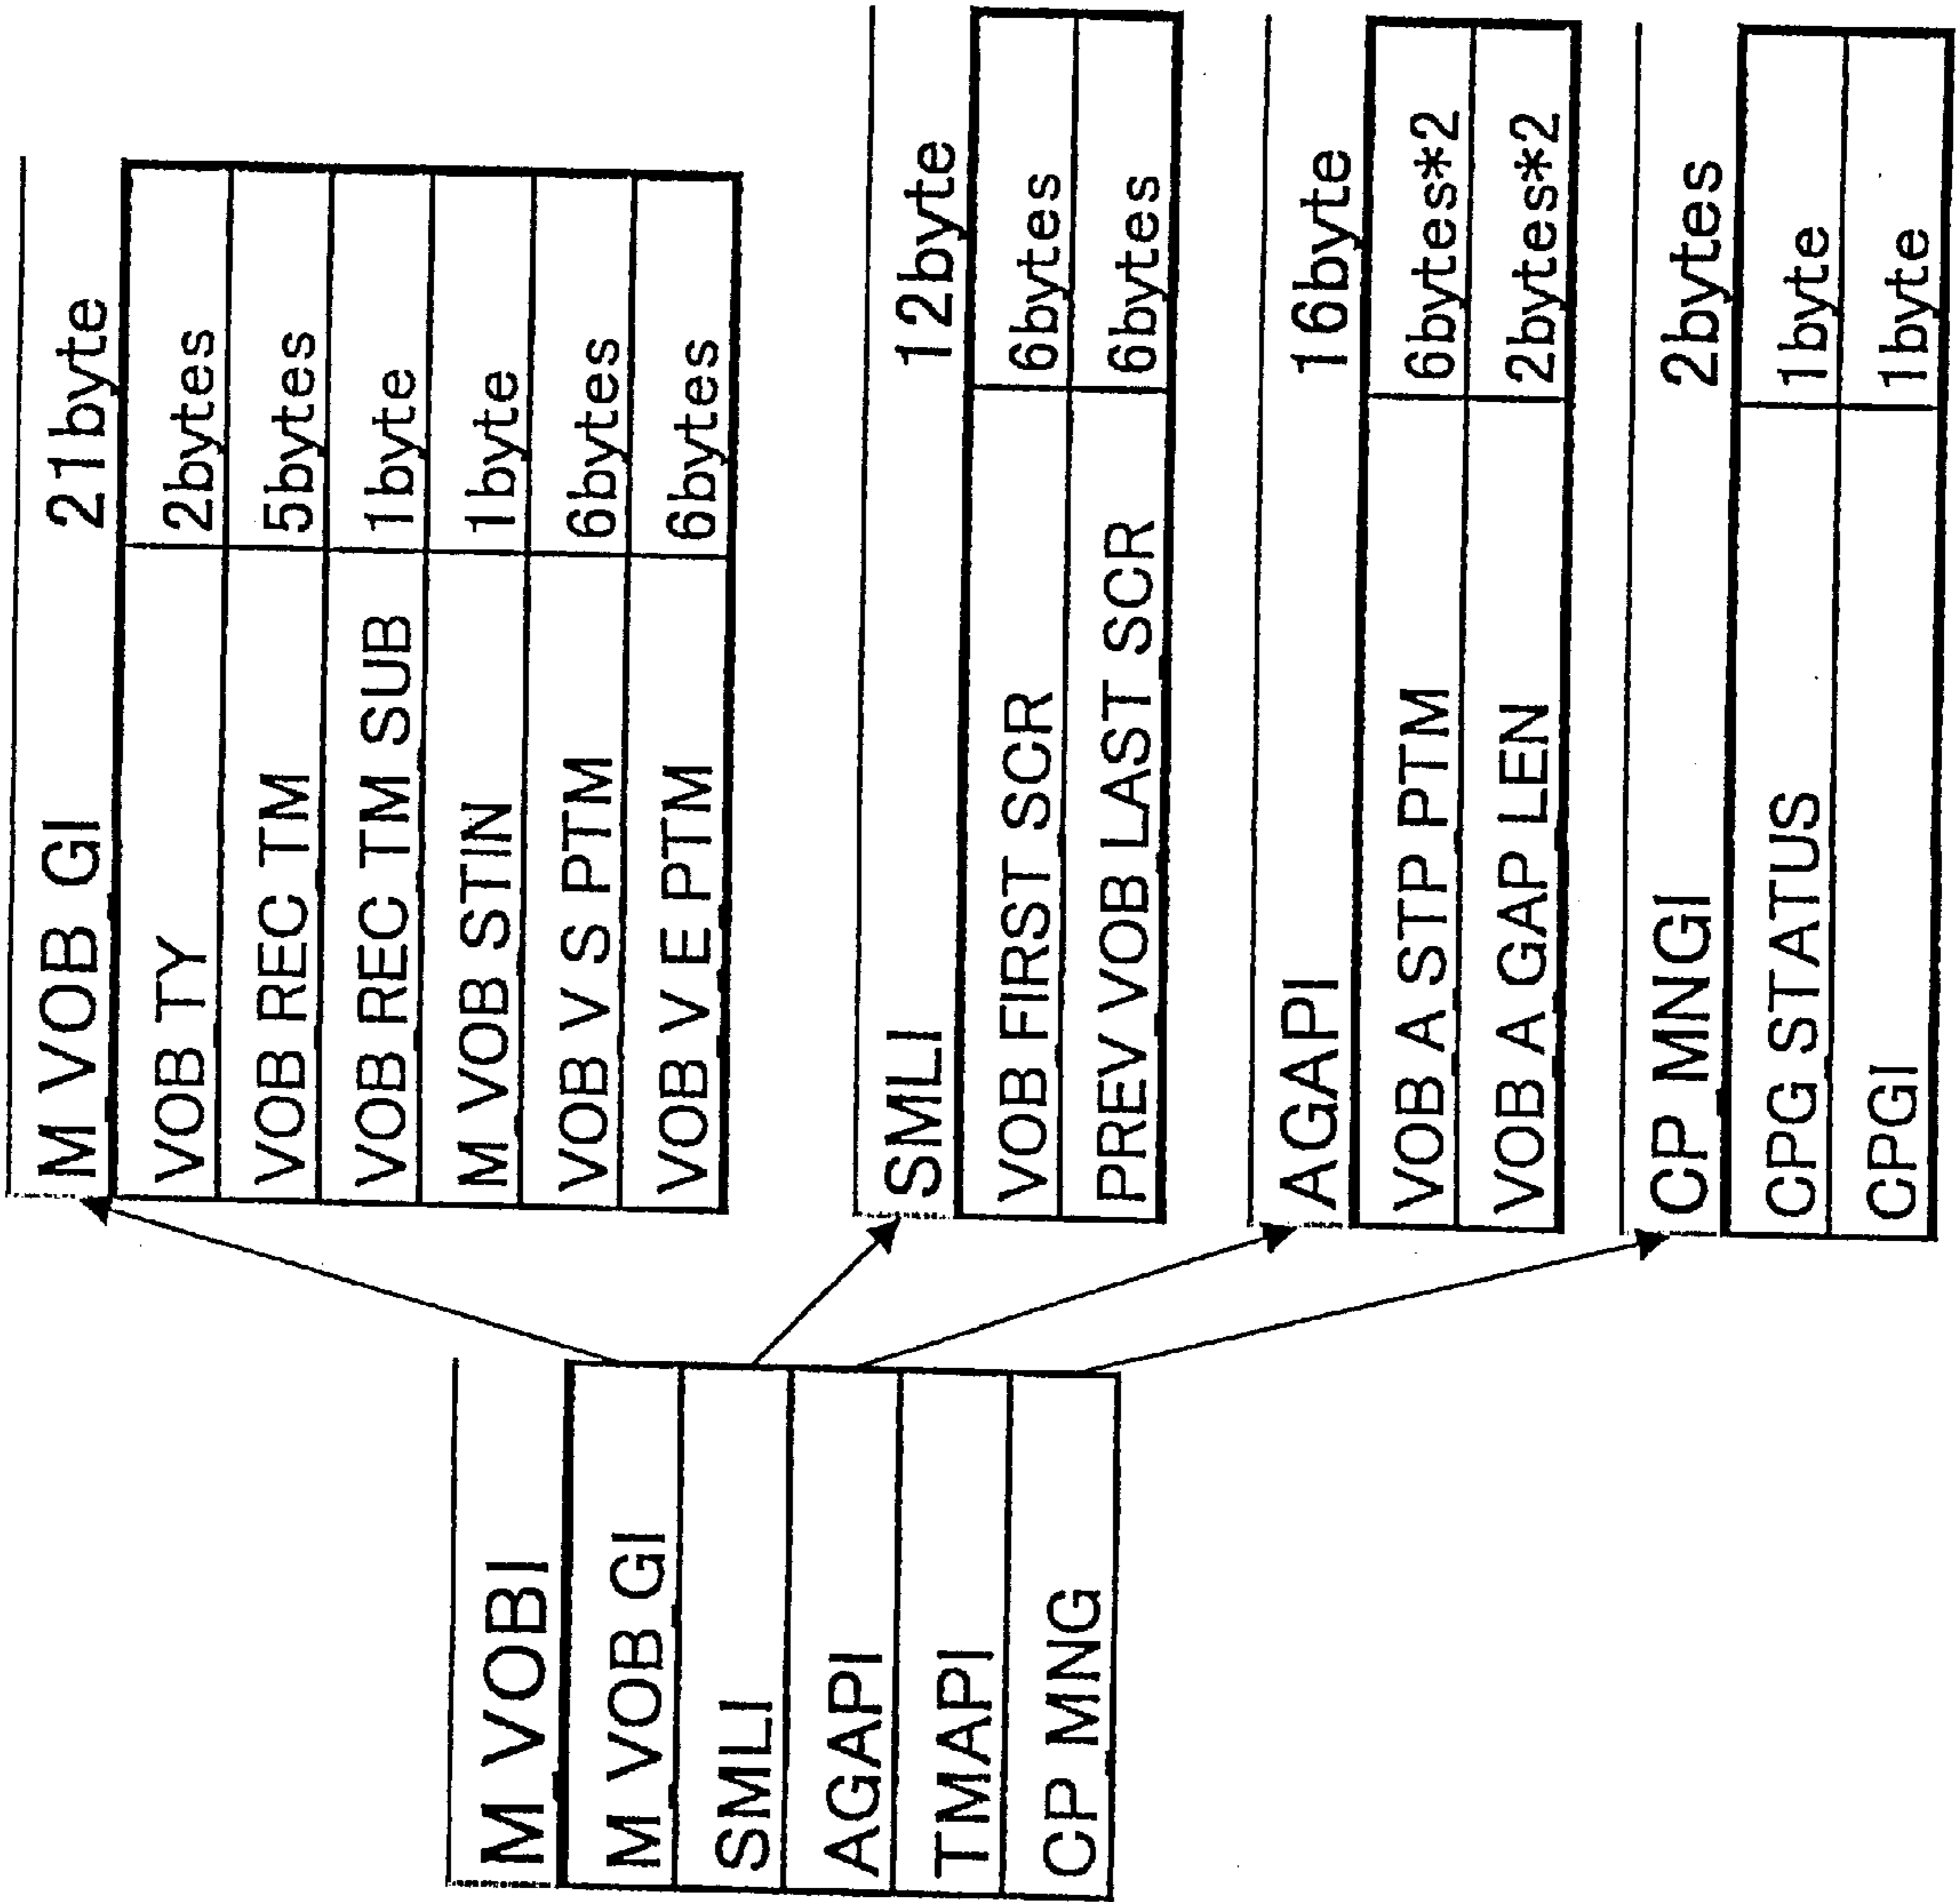 M VOBI
M VOB GI
SMLI
AGAPI
TMAPI
CP MNG
M VOB GI 21byte
VOB TY 2bytes
VOB REC TM 5bytes
VOB REC TM SUB 1byte
M VOB STIN 1byte
VOB V S PTM 6bytes
VOB V E PTM 6bytes
SMLI 12byte
VOB FIRST SCR 6bytes
PREV VOB LAST SCR 6bytes
AGAPI 16byte
VOB A STP PTM 6bytes*2
VOB A GAP LEN 2bytes*2
CP MNGI 2bytes
CPG STATUS 1byte
CPGI 1byte